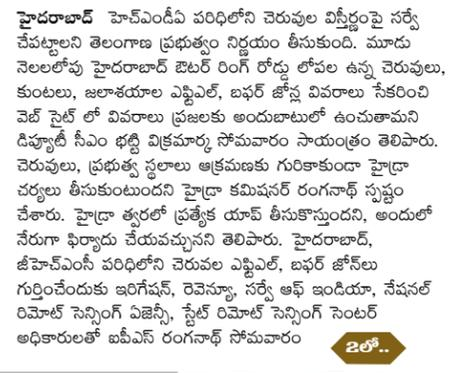 హైదరాబాద్ హెచ్ఎండీఏ పరిధిలోని చెరువుల విస్తీర్ణంపై సర్వే
చేపట్టాలని తెలంగాణ ప్రభుత్వం నిర్ణయం తీసుకుంది. మూడు
నెలలలోపు హైదరాబాద్ ఔటర్ రింగ్ రోడ్డు లోపల ఉన్న చెరువులు,
కుంటలు, జలాశయాల ఎఫ్టిఎల్, బఫర్ జోన్ల వివరాలు సేకరించి
వెబ్ సైట్ లో వివరాలు ప్రజలకు అందుబాటులో ఉంచుతామని
డిప్యూటీ సీఎం భట్టి విక్రమార్క సోమవారం సాయంత్రం తెలిపారు.
చెరువులు, ప్రభుత్వ స్థలాలు ఆక్రమణకు గురికాకుండా హైడ్రా
చర్యలు తీసుకుంటుందని హైడ్రా కమిషనర్ రంగనాథ్ స్పష్టం
చేశారు. హైడ్రా త్వరలో ప్రత్యేక యాప్ తీసుకొస్తుందని, అందులో
నేరుగా ఫిర్యాదు చేయవచ్చునని తెలిపారు. హైదరాబాద్,
జీహెచ్ఎంసీ పరిధిలోని చెరువల ఎఫ్టిఎల్, బఫర్ జోన్‌లు
గుర్తించేందుకు ఇరిగేషన్, రెవెన్యూ, సర్వే ఆఫ్ ఇండియా, నేషనల్
రిమోట్ సెన్సింగ్ ఏజెన్సీ, స్టేట్ రిమోట్ సెన్సింగ్ సెంటర్
అధికారులతో ఐపీఎస్ రంగనాథ్ సోమవారం
2లో..